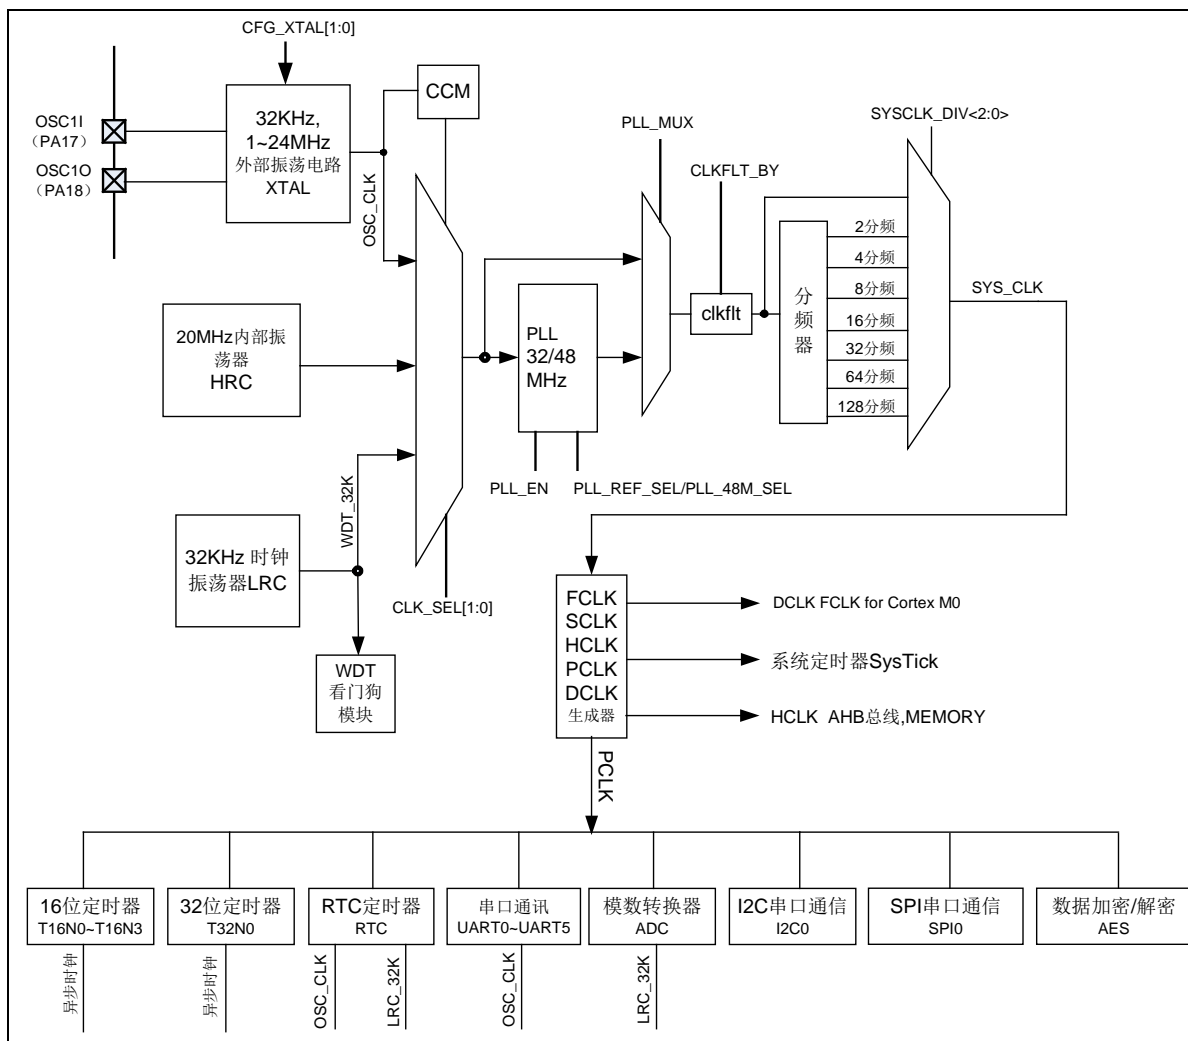 CFG_XTAL[1:0]
OSC1I
（PA17）
OSC1O
（PA18）
32KHz,
1~24MHz
外部振荡电路
XTAL
CCM
OSC_CLK
PLL_MUX
CLKFLT_BY
SYSCLK_DIV<2:0>
20MHz内部振
荡器
HRC
PLL
32/48
MHz
clkflt
分
频
器
2分频
4分频
8分频
16分频
32分频
64分频
128分频
SYS_CLK
PLL_EN
PLL_REF_SEL/PLL_48M_SEL
WDT_32K
32KHz 时钟
振荡器LRC
CLK_SEL[1:0]
WDT
看门狗
模块
FCLK
SCLK
HCLK
PCLK
DCLK
生成器
DCLK FCLK for Cortex M0
系统定时器SysTick
HCLK AHB总线,MEMORY
PCLK
16位定时器
T16N0~T16N3
32位定时器
T32N0
RTC定时器
RTC
串口通讯
UART0~UART5
模数转换器
ADC
I2C串口通信
I2C0
SPI串口通信
SPI0
数据加密/解密
AES
异步时钟
异步时钟
OSC_CLK
LRC_32K
OSC_CLK
LRC_32K